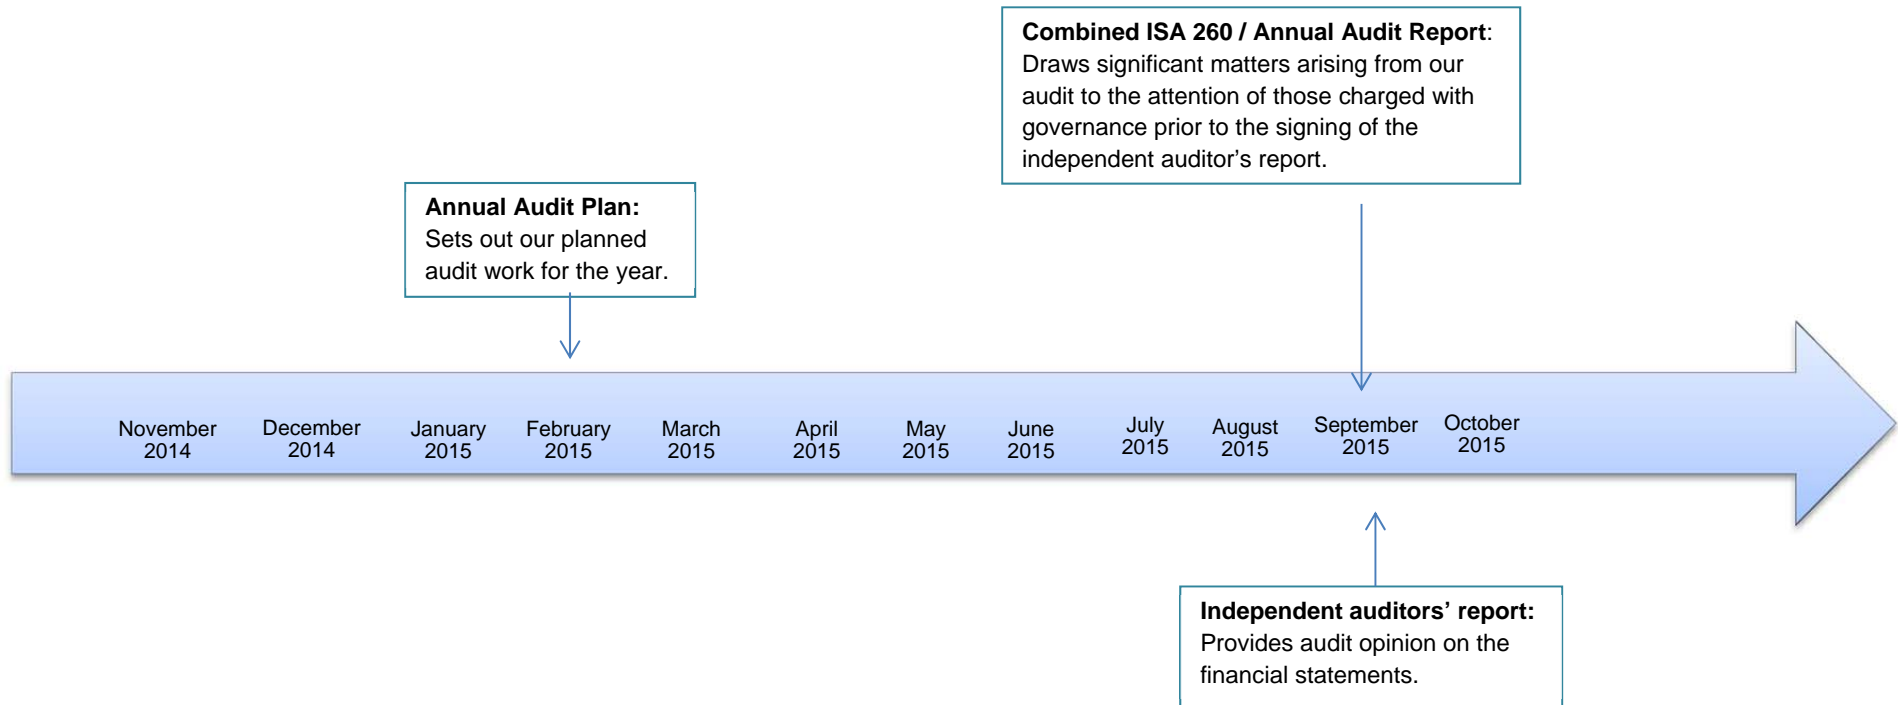 Combined ISA 260 / Annual Audit Report:
Draws significant matters arising from our
audit to the attention of those charged with
governance prior to the signing of the
independent auditor’s report.
Annual Audit Plan:
Sets out our planned
audit work for the year.
November
2014
December
2014
January
2015
February
2015
March
2015
April
2015
May
2015
June
2015
July
2015
August
2015
September
2015
October
2015
Independent auditors’ report:
Provides audit opinion on the
financial statements.